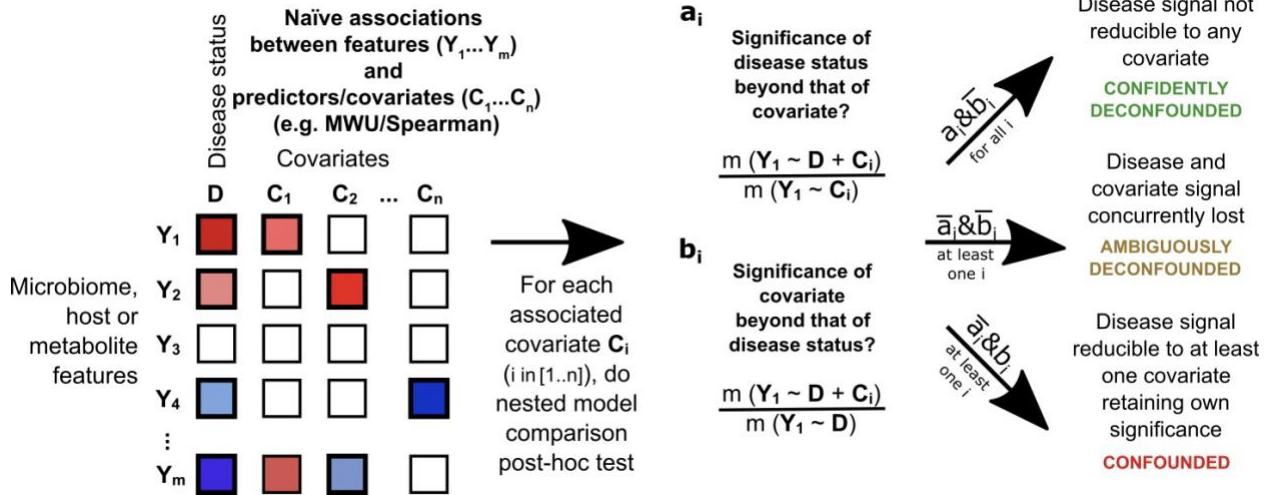 Disease status
Naïve associations
between features (Y₁...Yₘ)
and
predictors/covariates (C₁...Cₙ)
(e.g. MWU/Spearman)
Covariates
D C₁ C₂ ... Cₙ
Y₁
Y₂
Y₃
Y₄
⋮
Yₘ
Microbiome,
host or
metabolite
features
For each
associated
covariate Cᵢ
(i in [1..n]), do
nested model
comparison
post-hoc test
aᵢ
Significance of
disease status
beyond that of
covariate?
m (Y₁ ~ D + Cᵢ)
m (Y₁ ~ Cᵢ)
bᵢ
Significance of
covariate
beyond that of
disease status?
m (Y₁ ~ D + Cᵢ)
m (Y₁ ~ D)
aᵢ&b̅ᵢ
for all i
Disease signal not
reducible to any
covariate
CONFIDENTLY
DECONFOUNDED
a̅ᵢ&b̅ᵢ
at least
one i
Disease and
covariate signal
concurrently lost
AMBIGUOUSLY
DECONFOUNDED
a̅ᵢ&bᵢ
at least
one i
Disease signal
reducible to at least
one covariate
retaining own
significance
CONFOUNDED